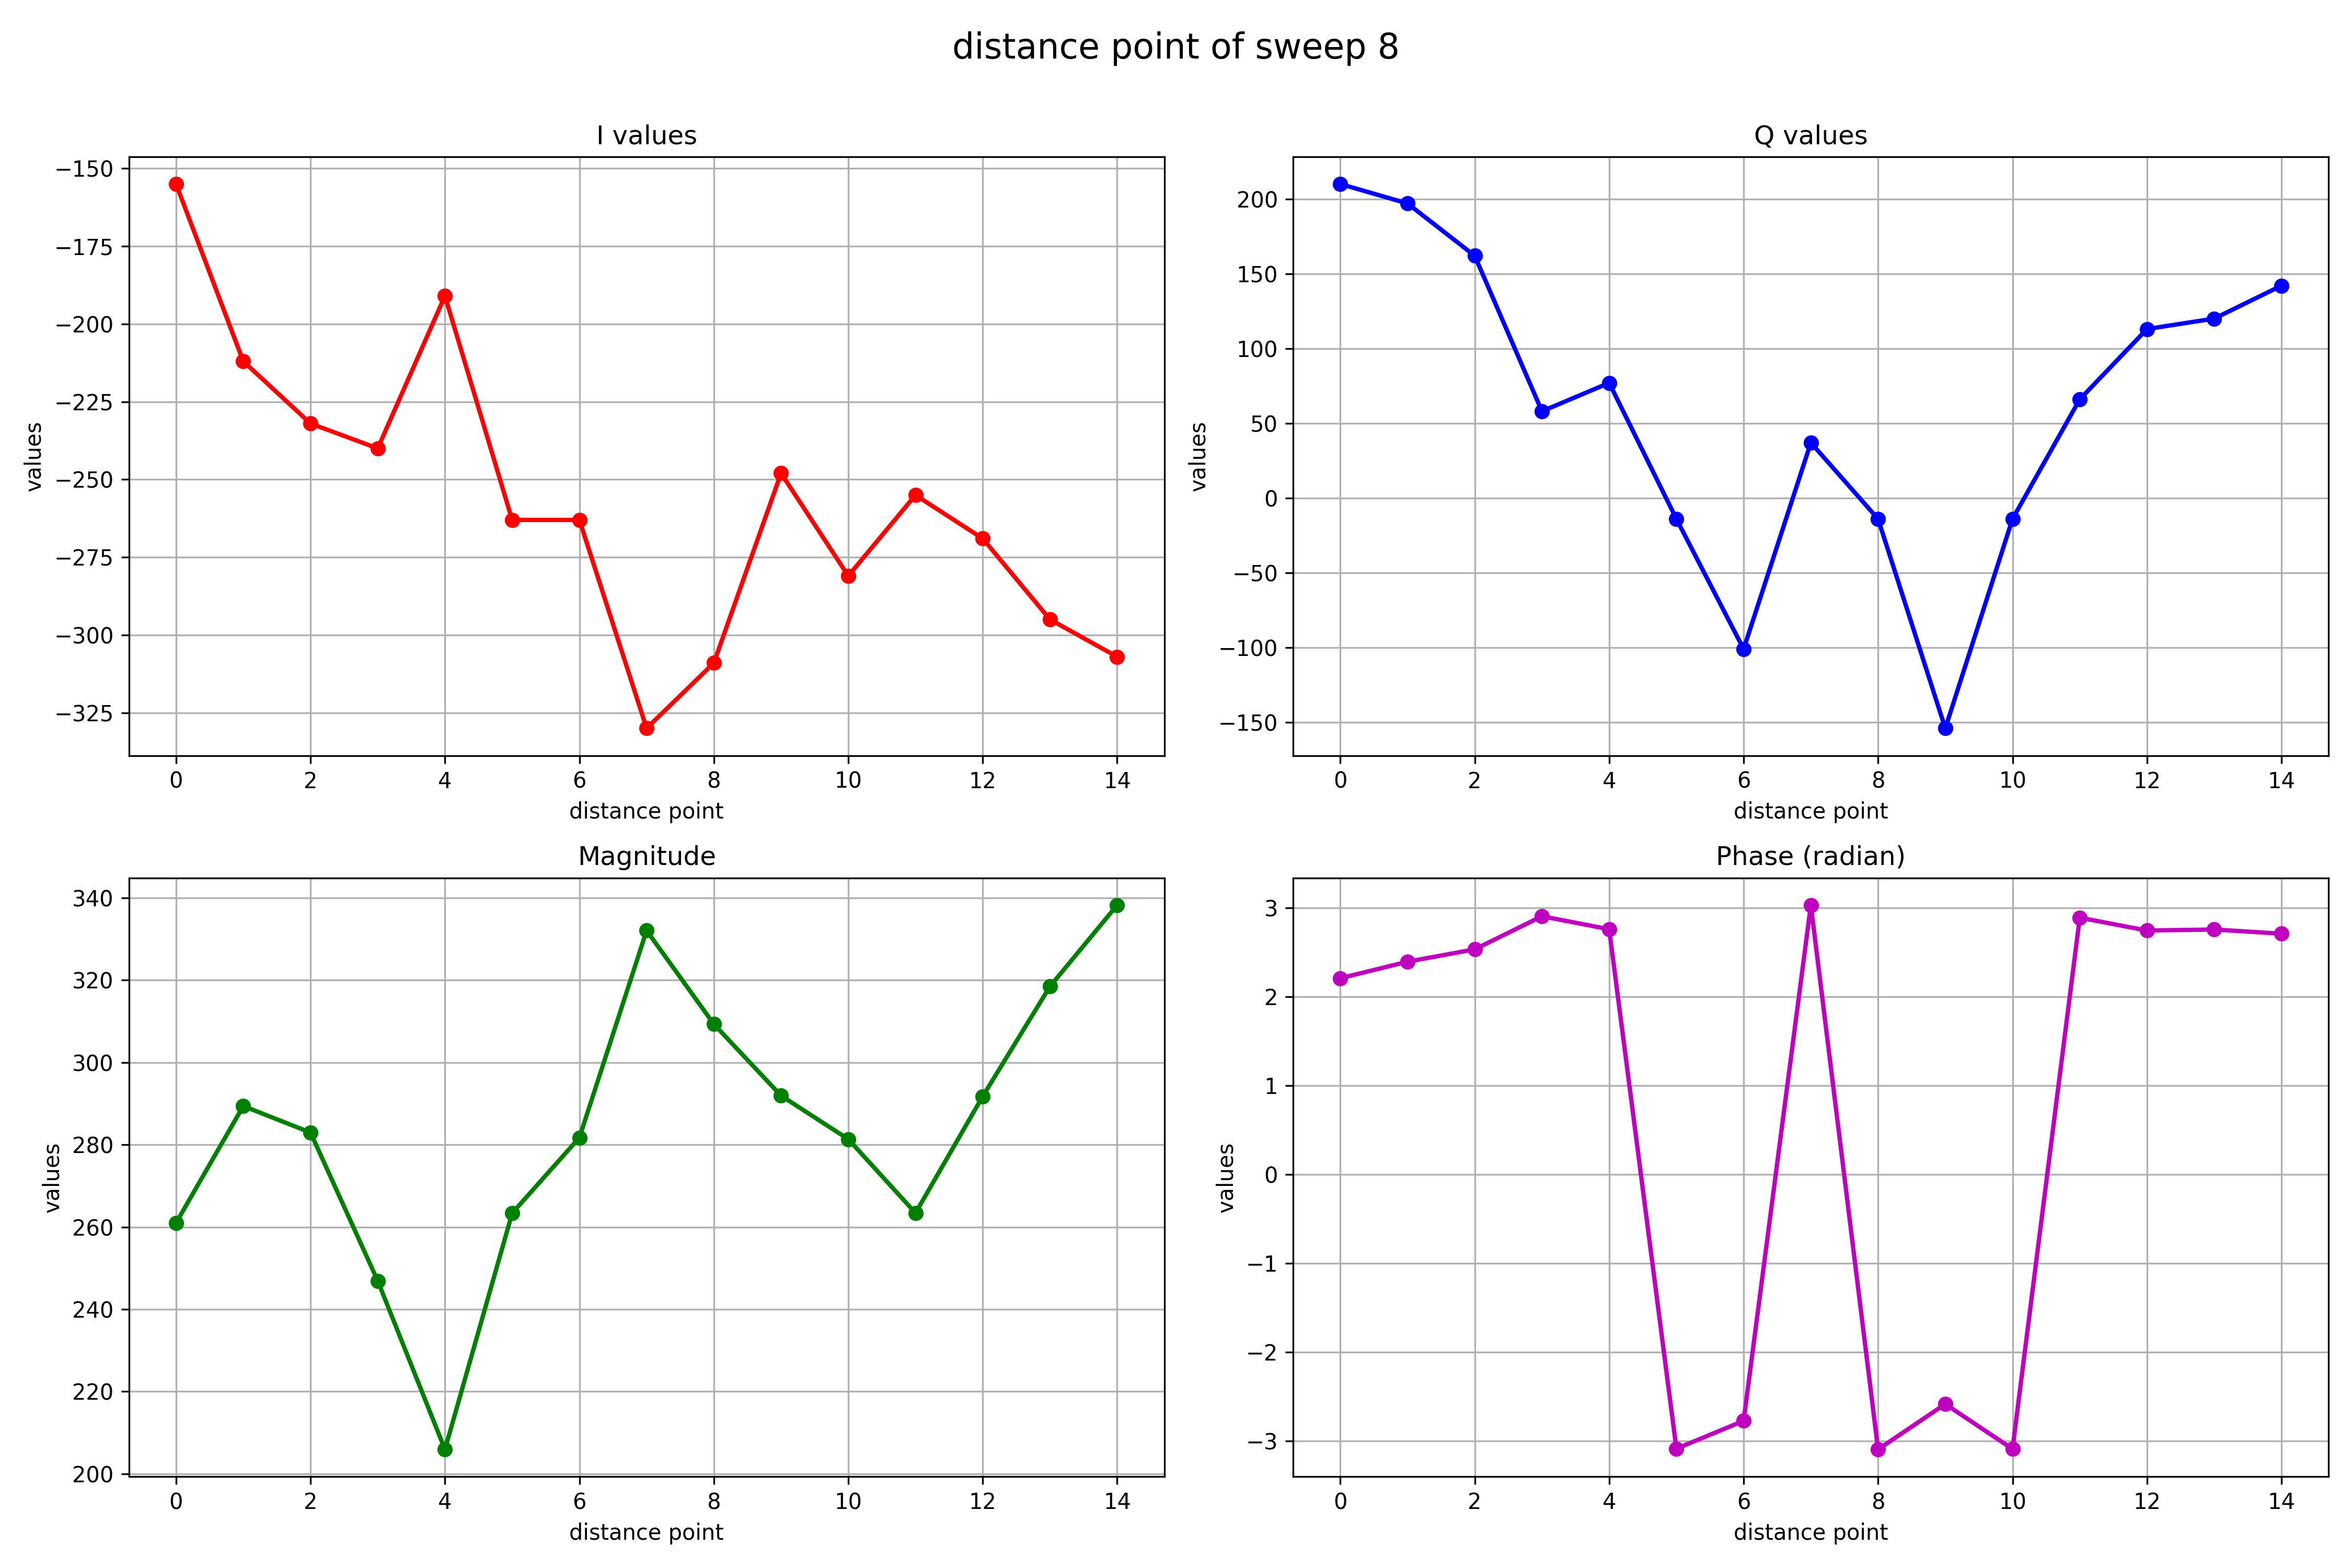 distance point of sweep 8
I values
−150
−175
−200
−225
−250
−275
−300
−325
values
0 2 4 6 8 10 12 14
distance point
Q values
200
150
100
50
0
−50
−100
−150
values
0 2 4 6 8 10 12 14
distance point
Magnitude
340
320
300
280
260
240
220
200
values
0 2 4 6 8 10 12 14
distance point
Phase (radian)
3
2
1
0
−1
−2
−3
values
0 2 4 6 8 10 12 14
distance point